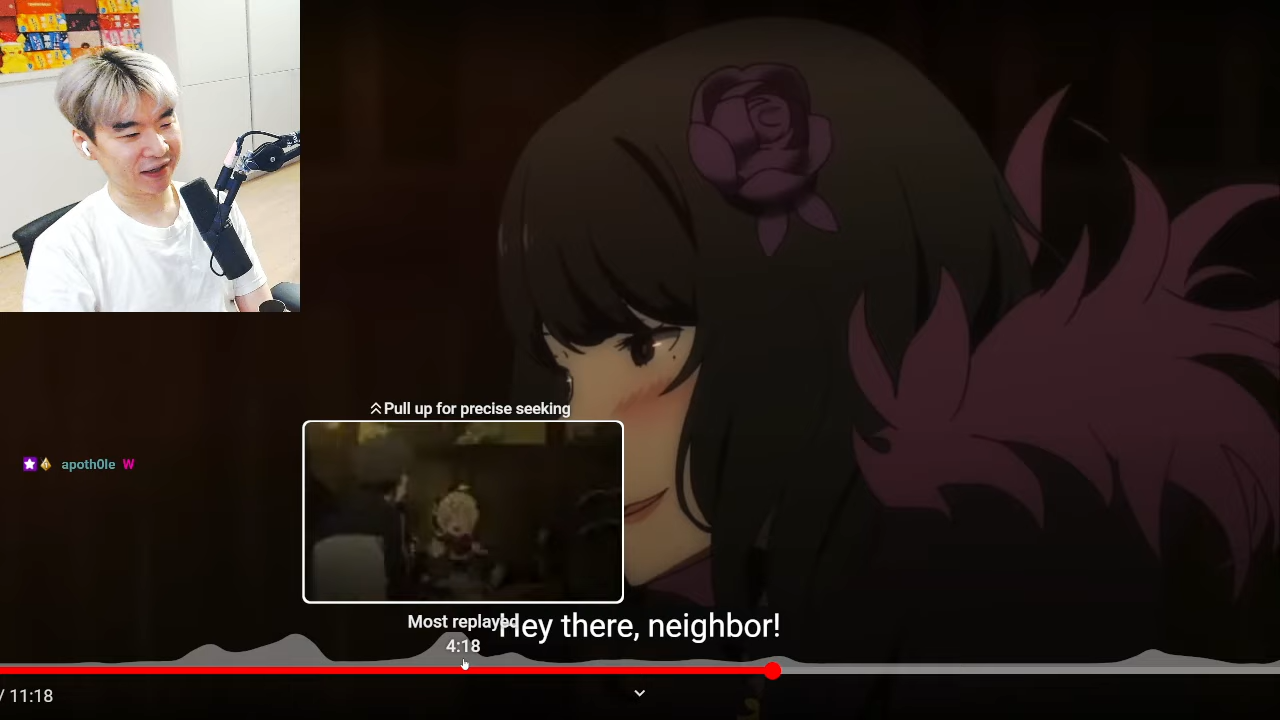 Pull up for precise seeking
apoth0le W
Most replayed
Hey there, neighbor!
4:18
/ 11:18